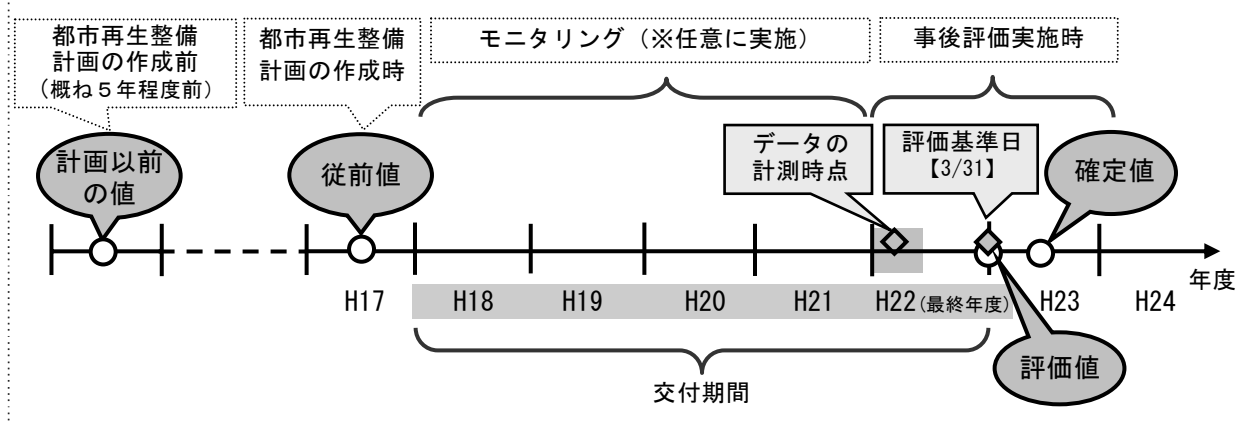 都市再生整備
計画の作成前
（概ね５年程度前）
都市再生整備
計画の作成時
モニタリング（※任意に実施）
事後評価実施時
計画以前
の値
従前値
データの
計測時点
評価基準日
【3/31】
確定値
年度
H17
H18
H19
H20
H21
H22（最終年度）
H23
H24
評価値
交付期間